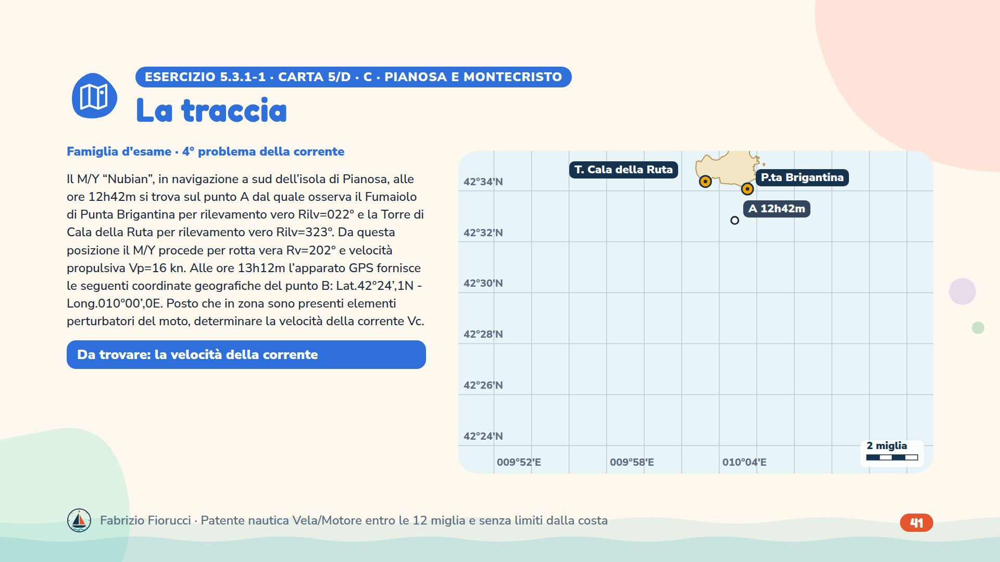 ESERCIZIO 5.3.1-1 · CARTA 5/D · C · PIANOSA E MONTECRISTO
La traccia
Famiglia d'esame · 4° problema della corrente
Il M/Y “Nubian”, in navigazione a sud dell’isola di Pianosa, alle
ore 12h42m si trova sul punto A dal quale osserva il Fumaiolo
di Punta Brigantina per rilevamento vero Rilv=022° e la Torre di
Cala della Ruta per rilevamento vero Rilv=323°. Da questa
posizione il M/Y procede per rotta vera Rv=202° e velocità
propulsiva Vp=16 kn. Alle ore 13h12m l’apparato GPS fornisce
le seguenti coordinate geografiche del punto B: Lat.42°24’,1N -
Long.010°00’,0E. Posto che in zona sono presenti elementi
perturbatori del moto, determinare la velocità della corrente Vc.
Da trovare: la velocità della corrente
T. Cala della Ruta
P.ta Brigantina
A 12h42m
42°34'N
42°32'N
42°30'N
42°28'N
42°26'N
42°24'N
009°52'E
009°58'E
010°04'E
2 miglia
Fabrizio Fiorucci · Patente nautica Vela/Motore entro le 12 miglia e senza limiti dalla costa
41